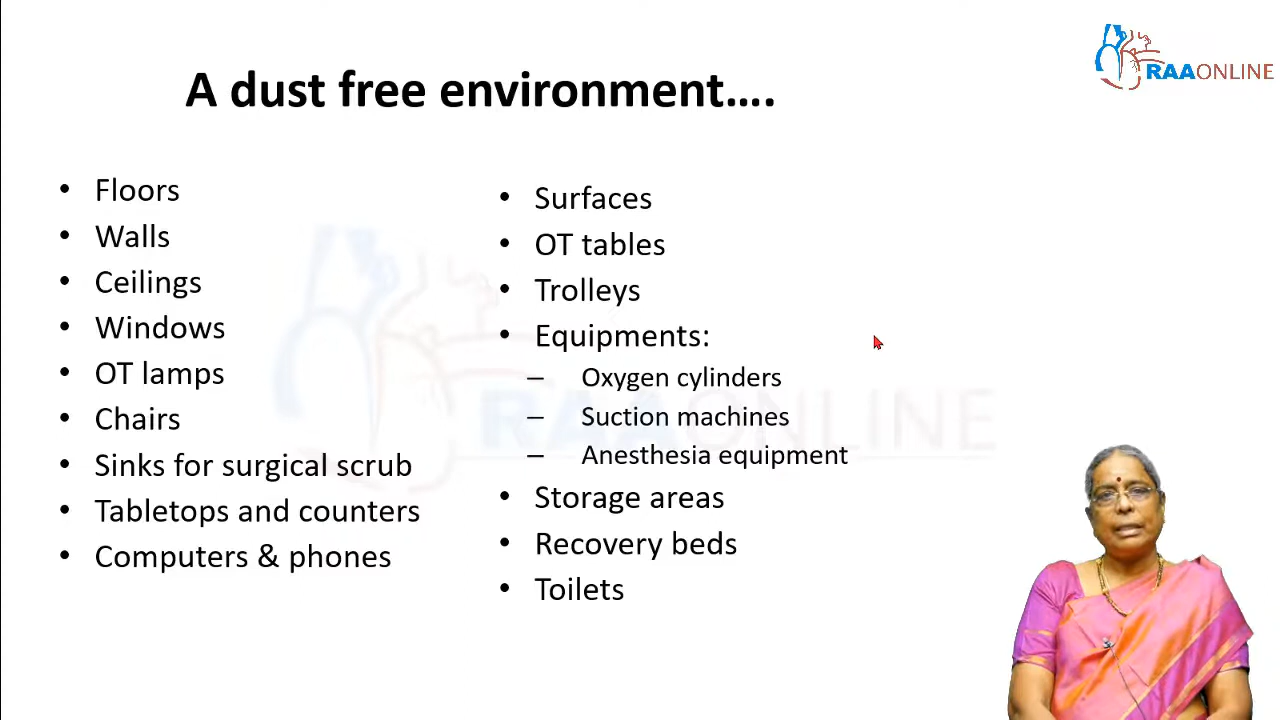 RAAONLINE
A dust free environment….
• Floors
• Walls
• Ceilings
• Windows
• OT lamps
• Chairs
• Sinks for surgical scrub
• Tabletops and counters
• Computers & phones
• Surfaces
• OT tables
• Trolleys
• Equipments:
– Oxygen cylinders
– Suction machines
– Anesthesia equipment
• Storage areas
• Recovery beds
• Toilets
RAAONLINE